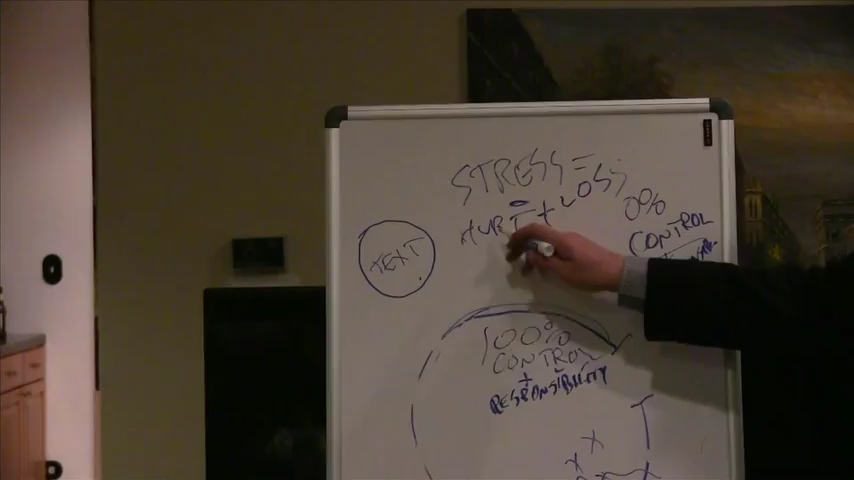 STRESS =
HURT + LOSS
0%
CONTROL
TEXT
100%
CONTROL
+
RESPONSIBILITY